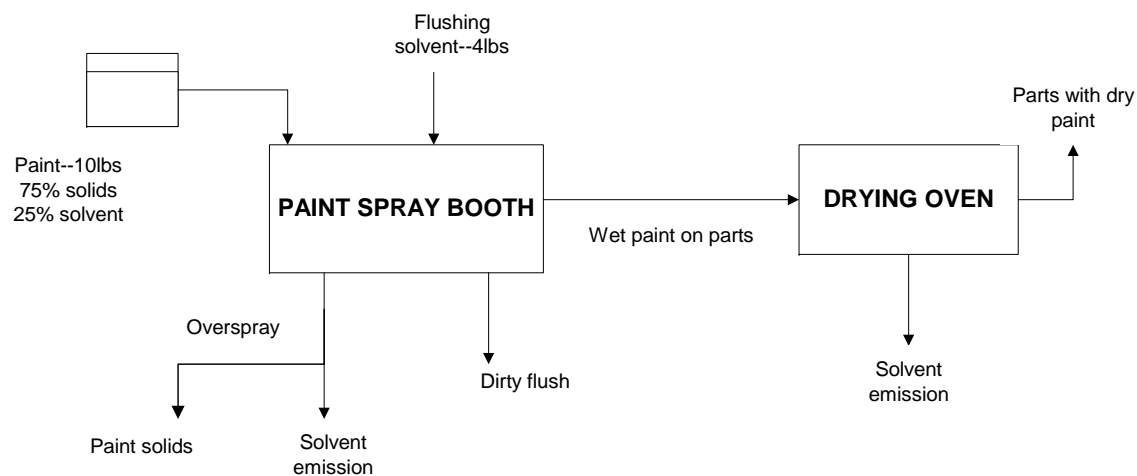 Flushing
solvent--4lbs
Paint--10lbs
75% solids
25% solvent
PAINT SPRAY BOOTH
Wet paint on parts
DRYING OVEN
Parts with dry
paint
Overspray
Paint solids
Solvent
emission
Dirty flush
Solvent
emission